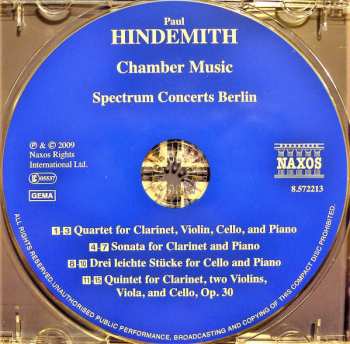 Paul
HINDEMITH
Chamber Music
Spectrum Concerts Berlin
℗ & © 2009
Naxos Rights
International Ltd.
NAXOS
8.572213
GEMA
1-3 Quartet for Clarinet, Violin, Cello, and Piano
4-7 Sonata for Clarinet and Piano
8-10 Drei leichte Stücke for Cello and Piano
11-15 Quintet for Clarinet, two Violins,
Viola, and Cello, Op. 30
ALL RIGHTS RESERVED. UNAUTHORISED PUBLIC PERFORMANCE, BROADCASTING AND COPYING OF THIS COMPACT DISC PROHIBITED.